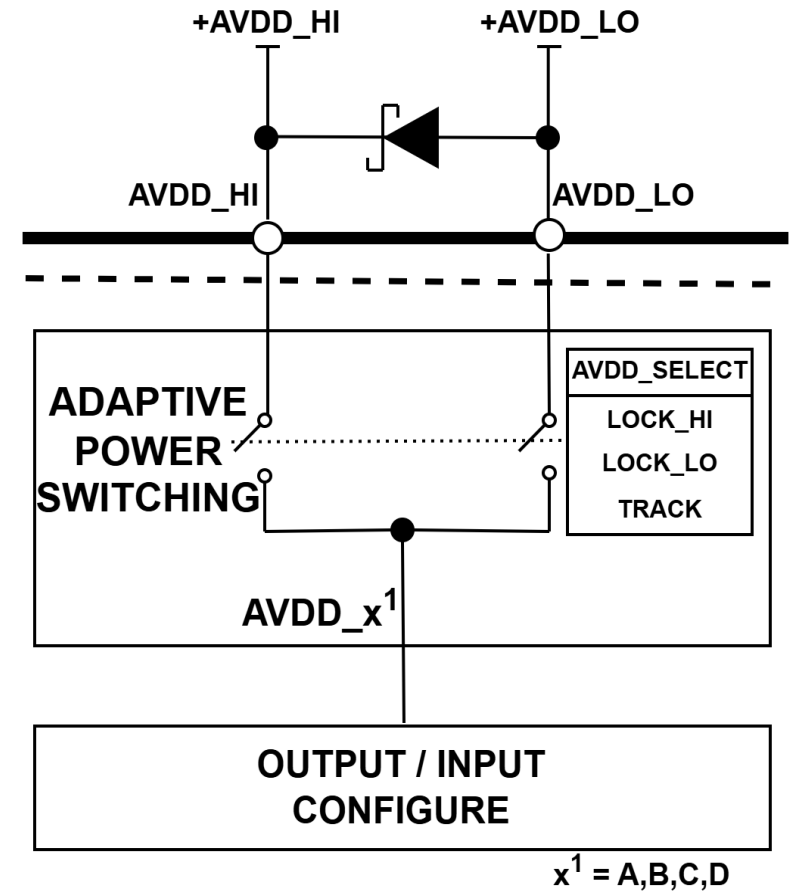 +AVDD_HI
+AVDD_LO
AVDD_HI
AVDD_LO
ADAPTIVE
POWER
SWITCHING
AVDD_SELECT
LOCK_HI
LOCK_LO
TRACK
AVDD_x¹
OUTPUT / INPUT
CONFIGURE
x¹ = A,B,C,D